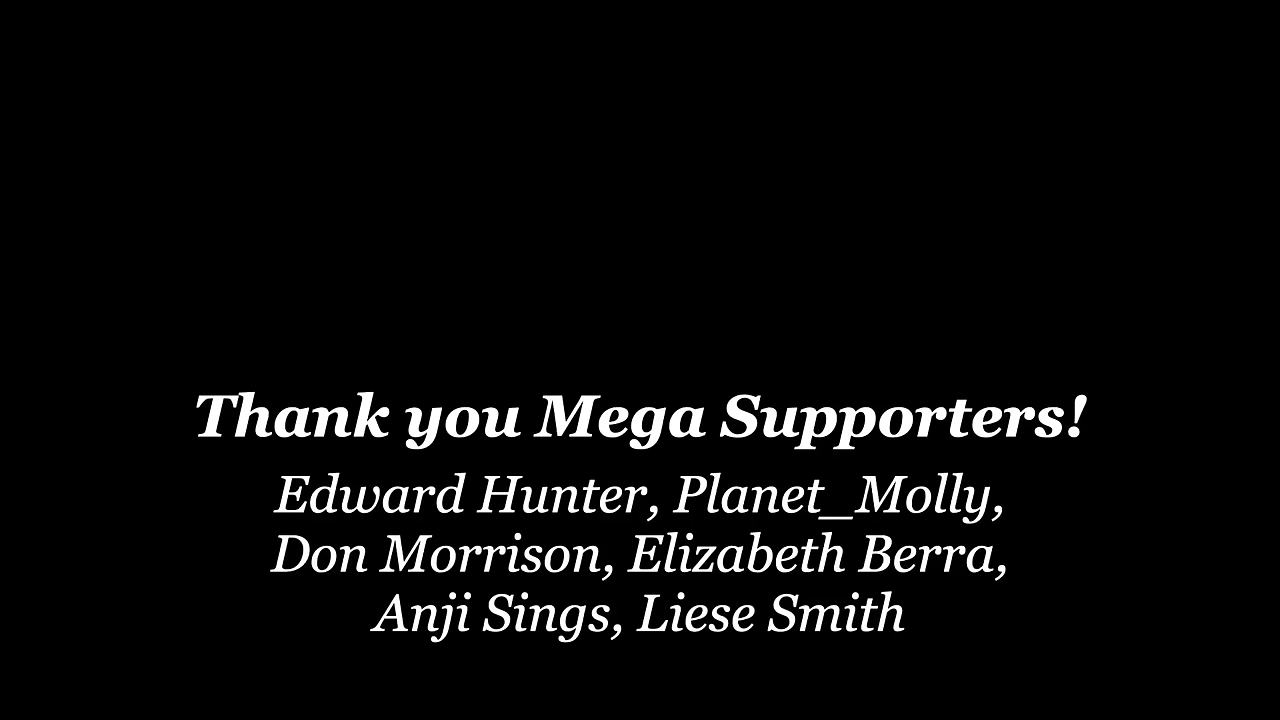 Thank you Mega Supporters!
Edward Hunter, Planet_Molly,
Don Morrison, Elizabeth Berra,
Anji Sings, Liese Smith